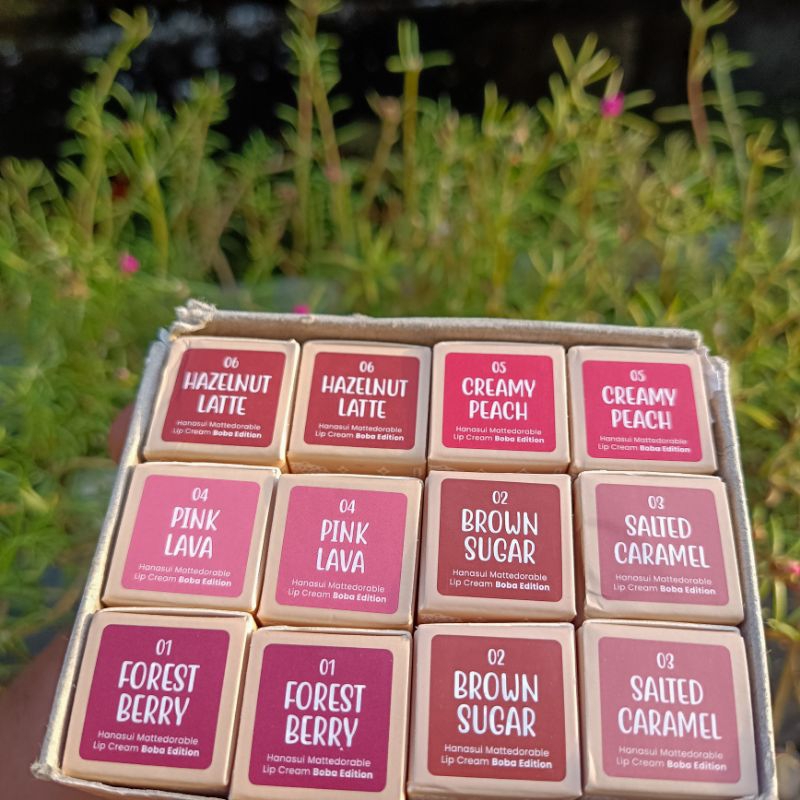 06
HAZELNUT
LATTE
Hanasui Mattedorable
Lip Cream Boba Edition
06
HAZELNUT
LATTE
Hanasui Mattedorable
Lip Cream Boba Edition
05
CREAMY
PEACH
Hanasui Mattedorable
Lip Cream Boba Edition
05
CREAMY
PEACH
Hanasui Mattedorable
Lip Cream Boba Edition
04
PINK
LAVA
Hanasui Mattedorable
Lip Cream Boba Edition
04
PINK
LAVA
Hanasui Mattedorable
Lip Cream Boba Edition
02
BROWN
SUGAR
Hanasui Mattedorable
Lip Cream Boba Edition
03
SALTED
CARAMEL
Hanasui Mattedorable
Lip Cream Boba Edition
01
FOREST
BERRY
Hanasui Mattedorable
Lip Cream Boba Edition
01
FOREST
BERRY
Hanasui Mattedorable
Lip Cream Boba Edition
02
BROWN
SUGAR
Hanasui Mattedorable
Lip Cream Boba Edition
03
SALTED
CARAMEL
Hanasui Mattedorable
Lip Cream Boba Edition